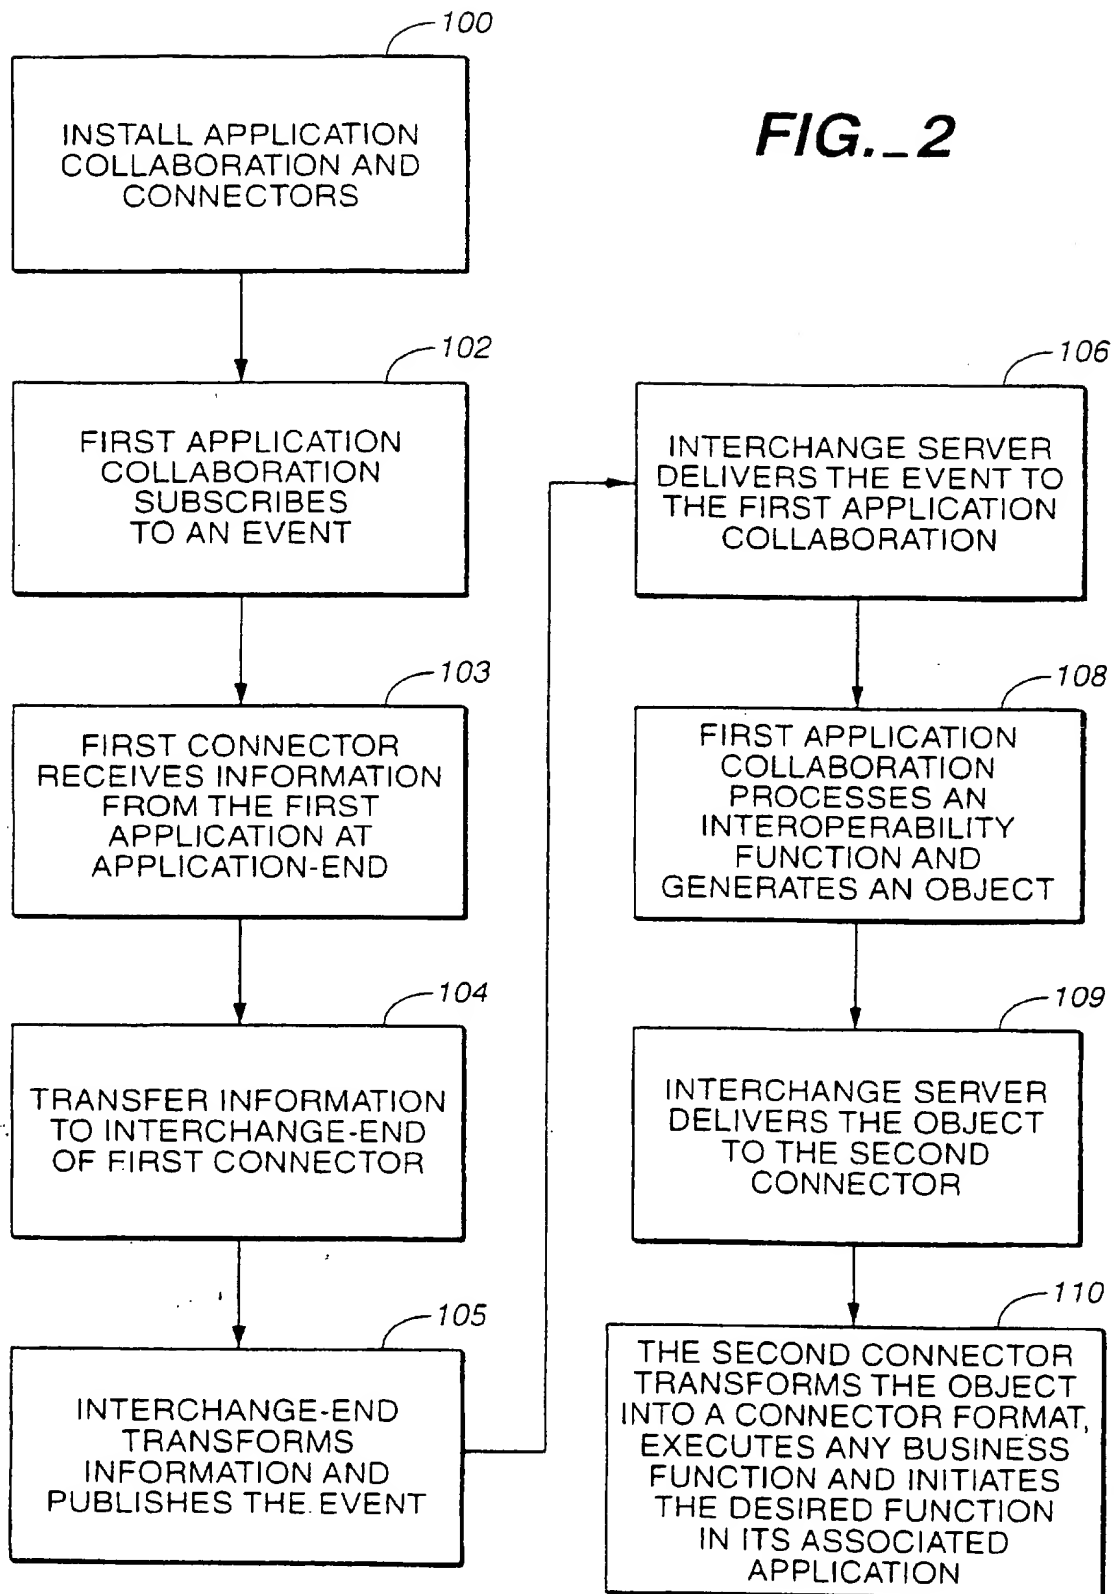 FIG._2
100
INSTALL APPLICATION
COLLABORATION AND
CONNECTORS
102
FIRST APPLICATION
COLLABORATION
SUBSCRIBES
TO AN EVENT
103
FIRST CONNECTOR
RECEIVES INFORMATION
FROM THE FIRST
APPLICATION AT
APPLICATION-END
104
TRANSFER INFORMATION
TO INTERCHANGE-END
OF FIRST CONNECTOR
105
INTERCHANGE-END
TRANSFORMS
INFORMATION AND
PUBLISHES THE EVENT
106
INTERCHANGE SERVER
DELIVERS THE EVENT TO
THE FIRST APPLICATION
COLLABORATION
108
FIRST APPLICATION
COLLABORATION
PROCESSES AN
INTEROPERABILITY
FUNCTION AND
GENERATES AN OBJECT
109
INTERCHANGE SERVER
DELIVERS THE OBJECT
TO THE SECOND
CONNECTOR
110
THE SECOND CONNECTOR
TRANSFORMS THE OBJECT
INTO A CONNECTOR FORMAT,
EXECUTES ANY BUSINESS
FUNCTION AND INITIATES
THE DESIRED FUNCTION
IN ITS ASSOCIATED
APPLICATION